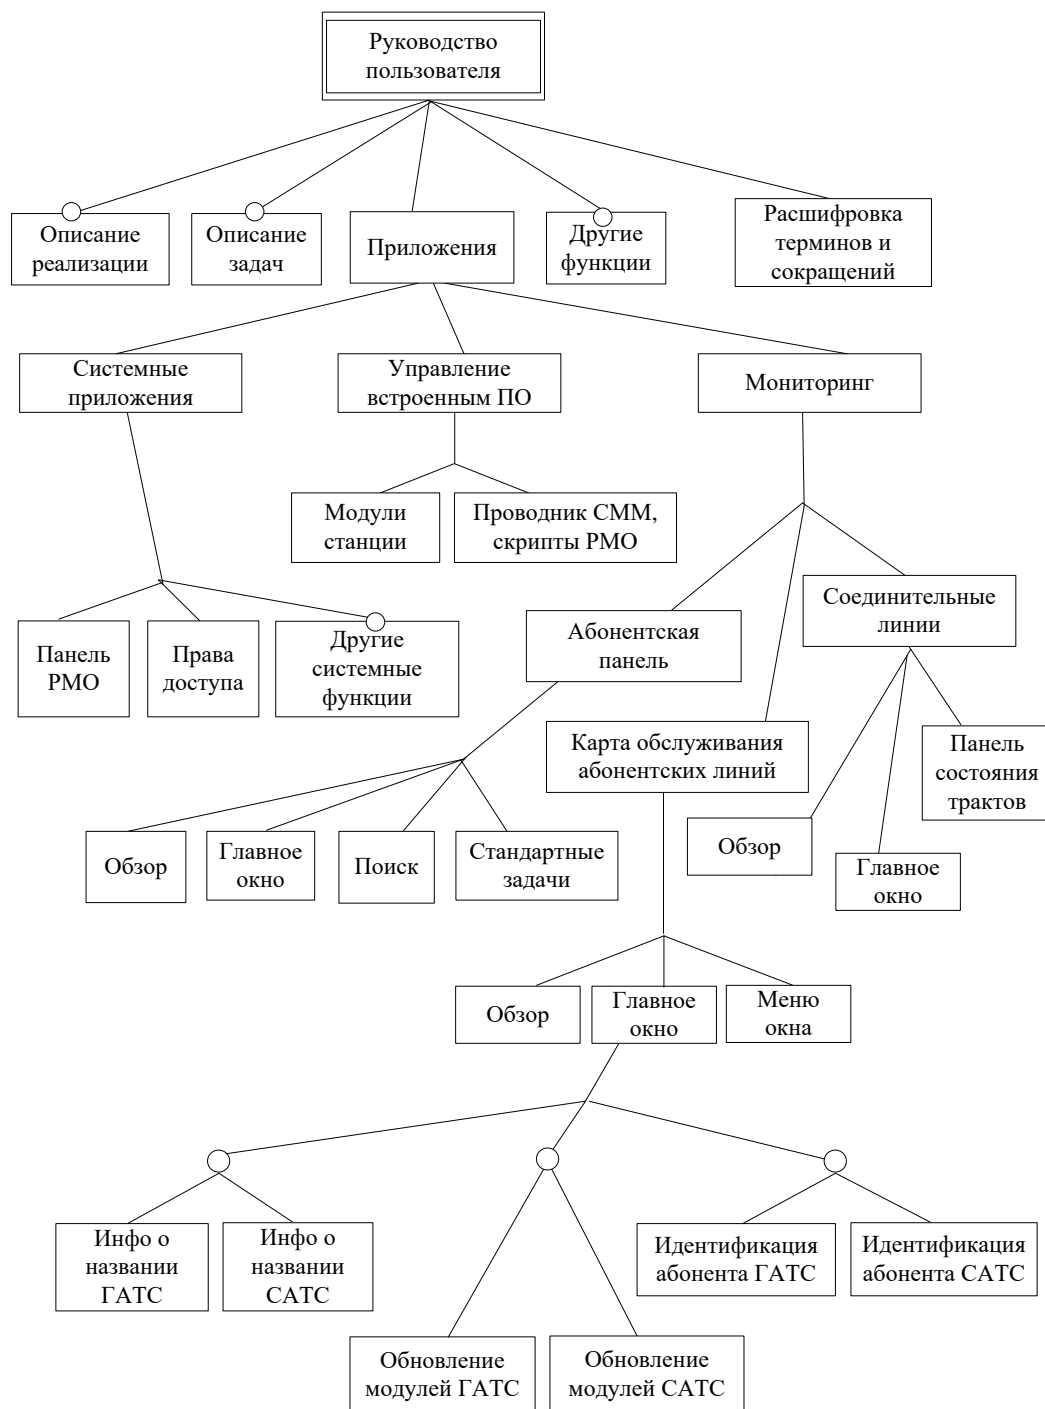 Руководство
пользователя
Описание
реализации
Описание
задач
Приложения
Другие
функции
Расшифровка
терминов и
сокращений
Системные
приложения
Управление
встроенным ПО
Мониторинг
Модули
станции
Проводник СММ,
скрипты РМО
Соединительные
линии
Панель
РМО
Права
доступа
Другие
системные
функции
Абонентская
панель
Карта обслуживания
абонентских линий
Панель
состояния
трактов
Обзор
Главное
окно
Поиск
Стандартные
задачи
Обзор
Главное
окно
Обзор
Главное
окно
Меню
окна
Инфо о
названии
ГАТС
Инфо о
названии
САТС
Идентификация
абонента ГАТС
Идентификация
абонента САТС
Обновление
модулей ГАТС
Обновление
модулей САТС